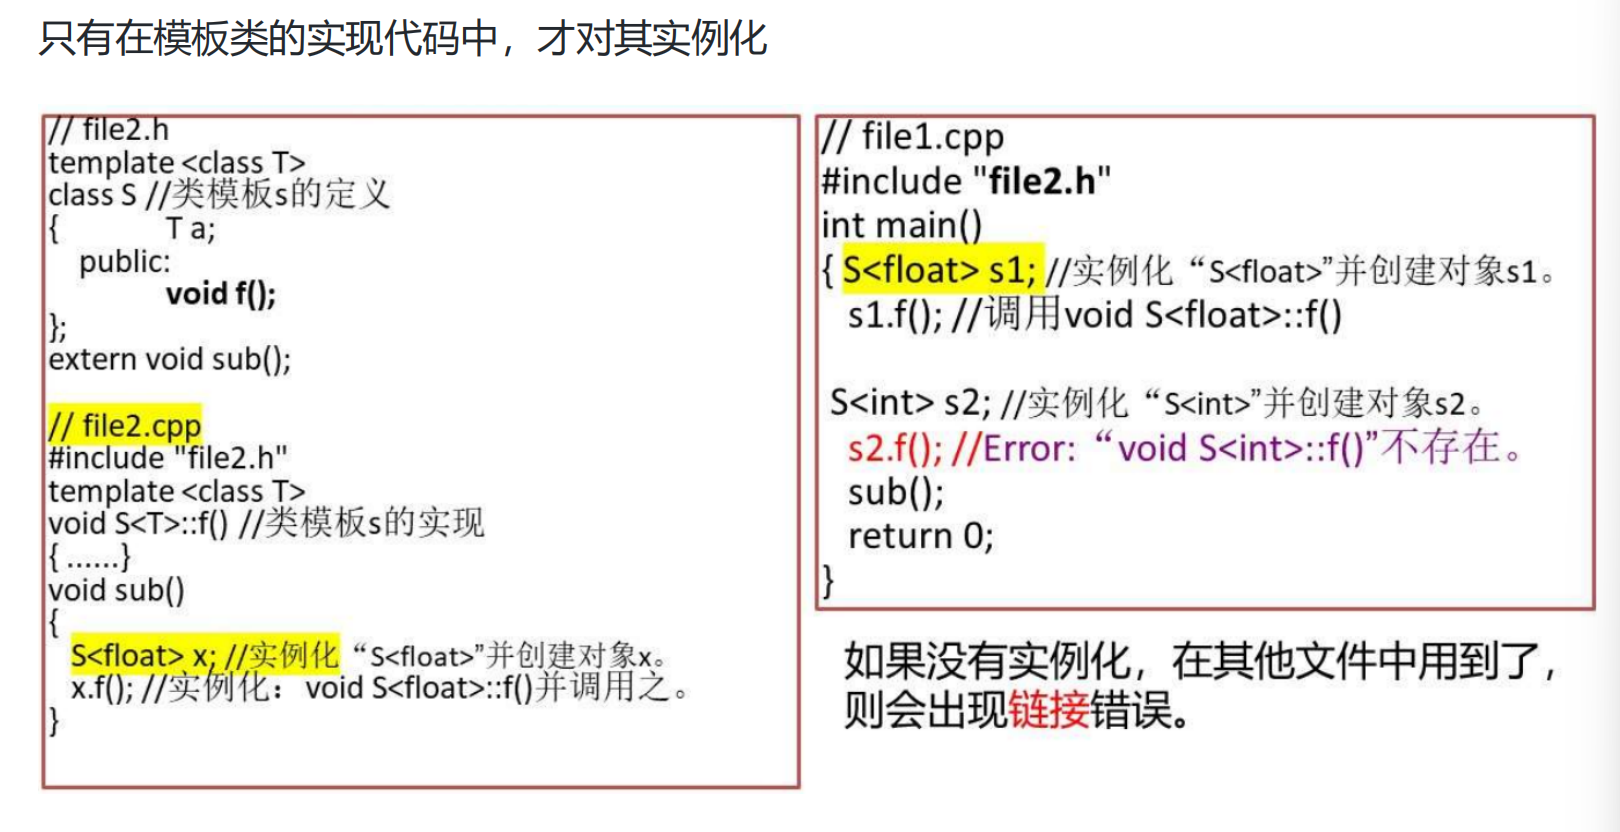 只有在模板类的实现代码中，才对其实例化
// file2.h
template <class T>
class S //类模板s的定义
{ T a;
public:
void f();
};
extern void sub();
// file2.cpp
#include "file2.h"
template <class T>
void S<T>::f() //类模板s的实现
{ ......}
void sub()
{
S<float> x; //实例化“S<float>”并创建对象x。
x.f(); //实例化：void S<float>::f()并调用之。
}
// file1.cpp
#include "file2.h"
int main()
{ S<float> s1; //实例化“S<float>”并创建对象s1。
s1.f(); //调用void S<float>::f()
S<int> s2; //实例化“S<int>”并创建对象s2。
s2.f(); //Error:“void S<int>::f()”不存在。
sub();
return 0;
}
如果没有实例化，在其他文件中用到了，
则会出现链接错误。